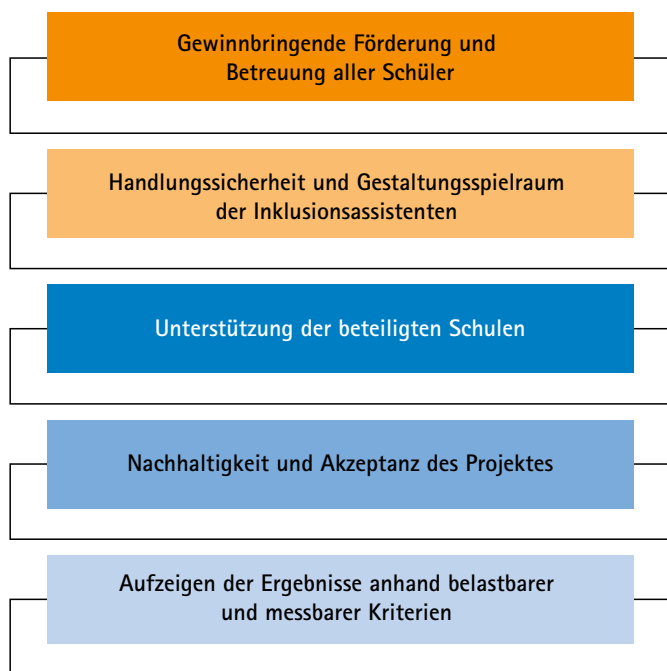 Gewinnbringende Förderung und
Betreuung aller Schüler
Handlungssicherheit und Gestaltungsspielraum
der Inklusionsassistenten
Unterstützung der beteiligten Schulen
Nachhaltigkeit und Akzeptanz des Projektes
Aufzeigen der Ergebnisse anhand belastbarer
und messbarer Kriterien